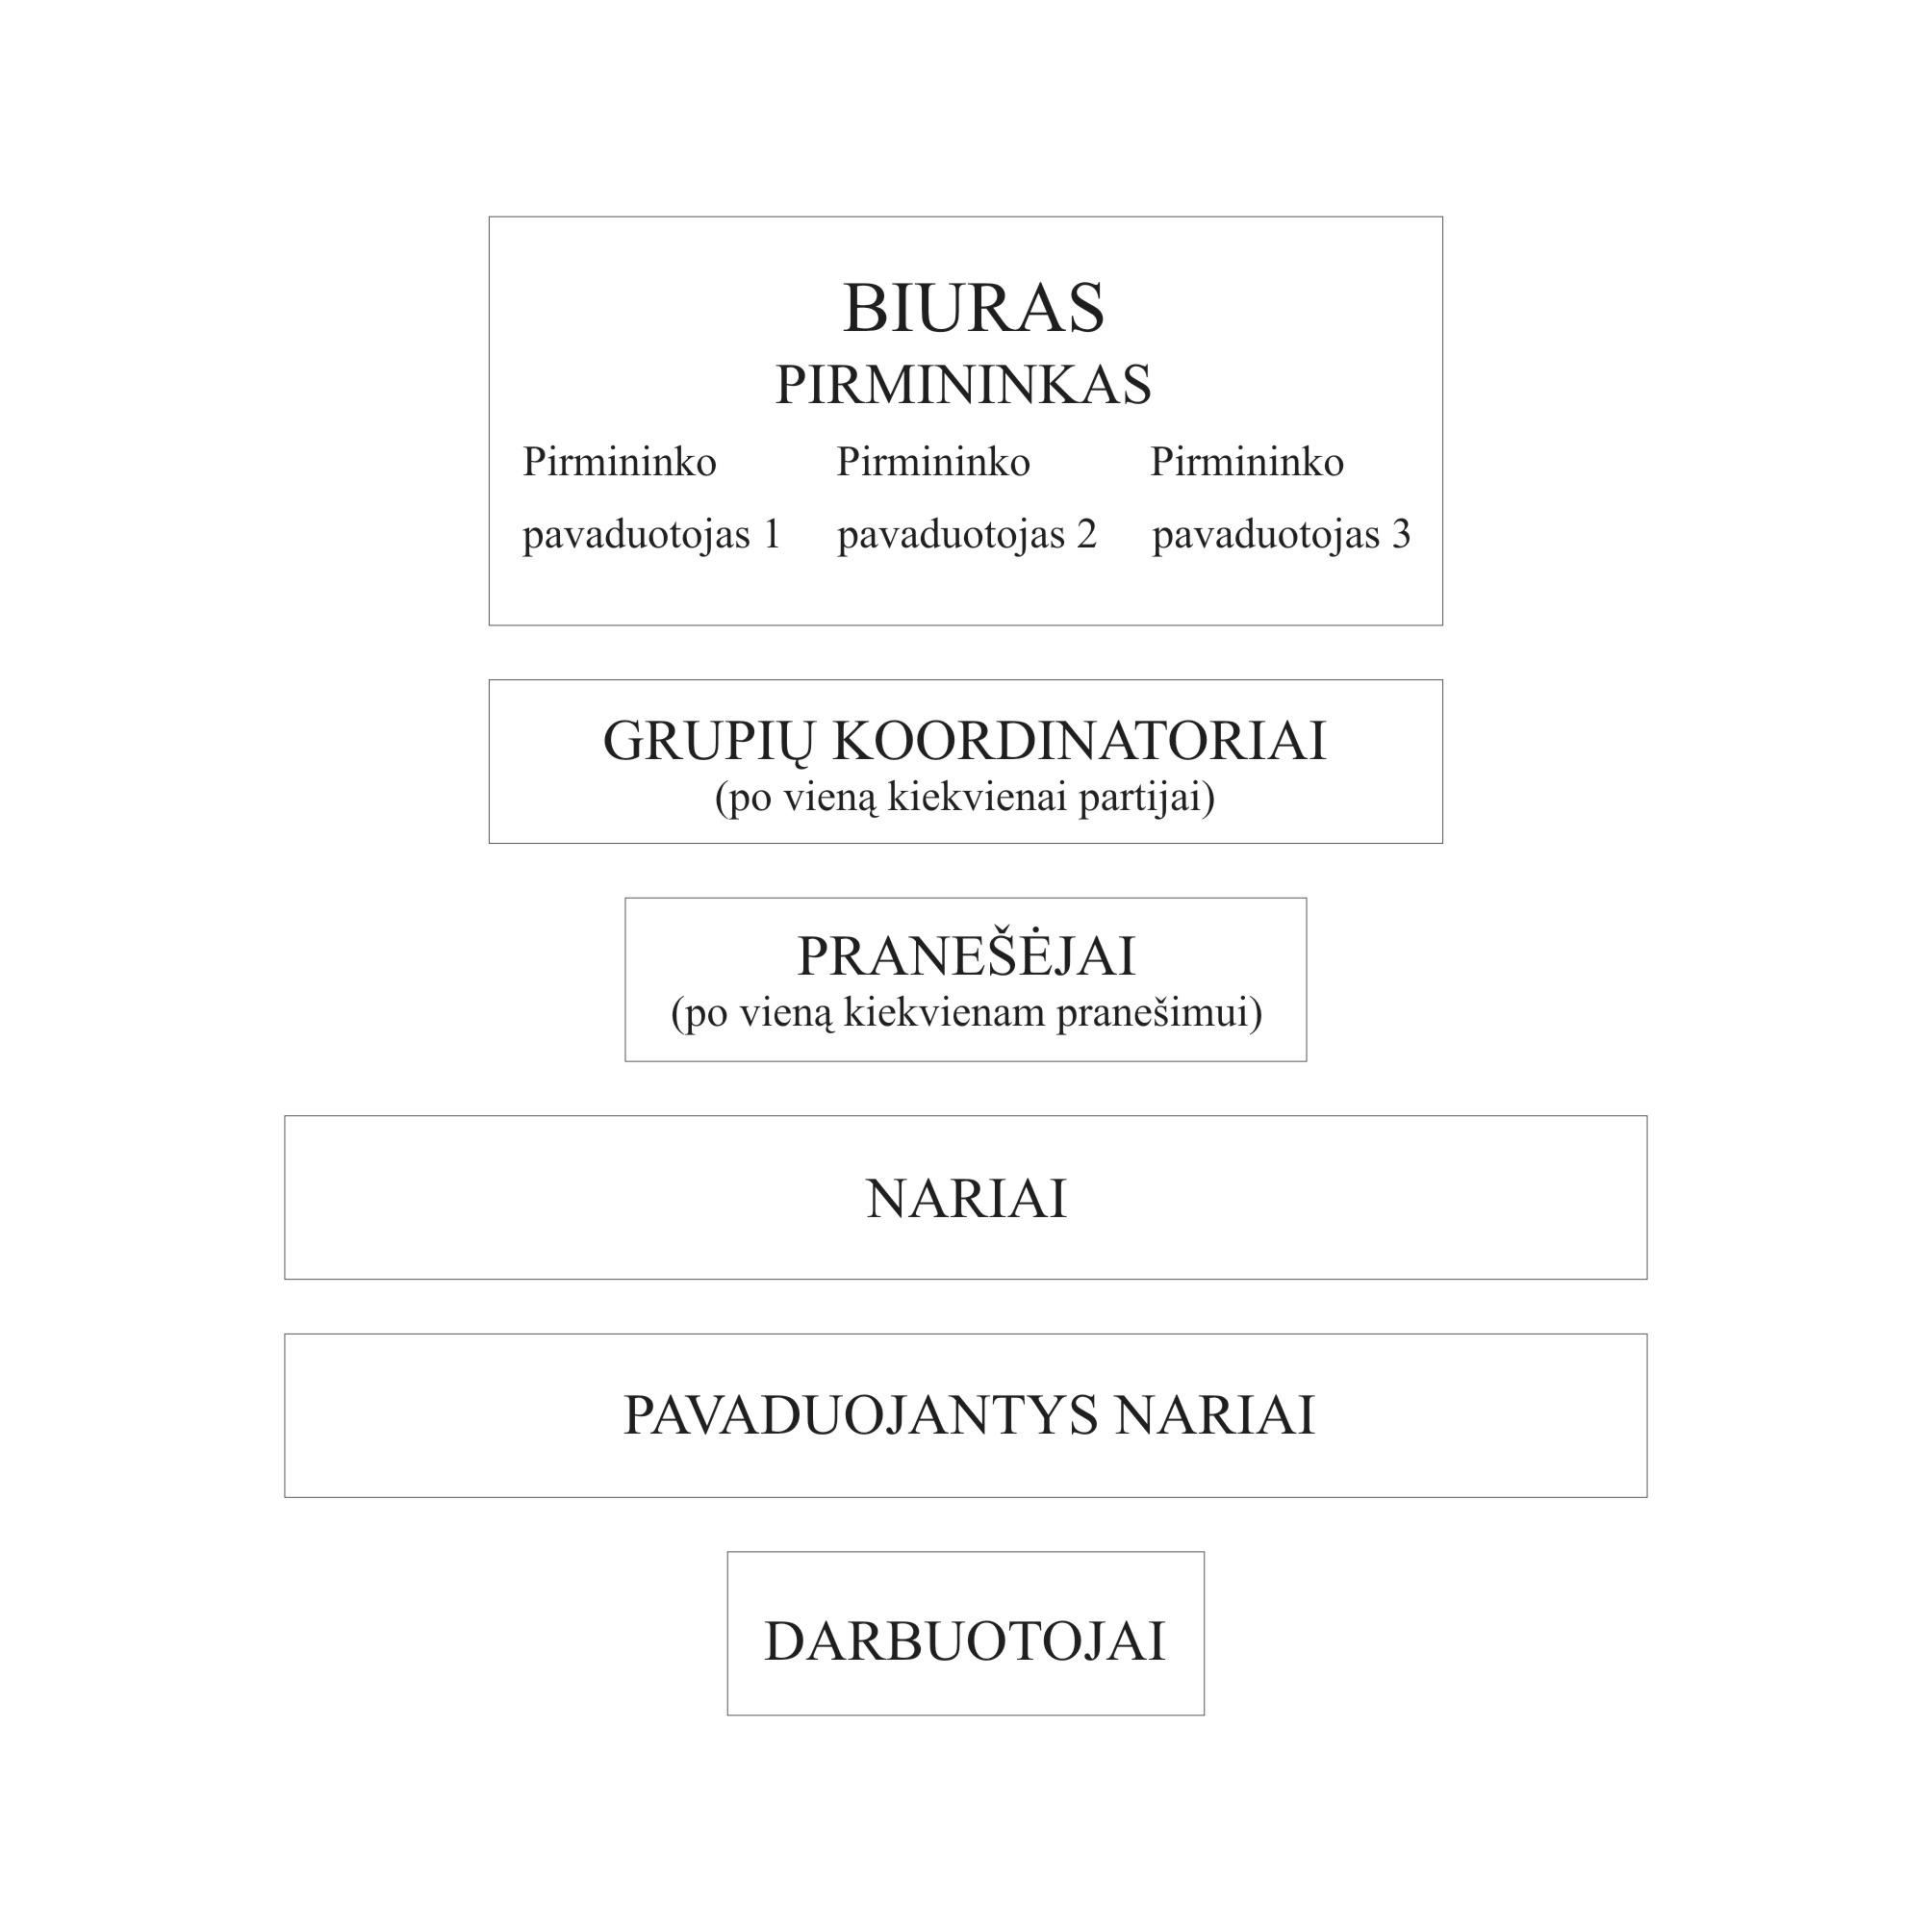 BIURAS
PIRMININKAS
Pirmininko Pirmininko Pirmininko
pavaduotojas 1 pavaduotojas 2 pavaduotojas 3
GRUPIŲ KOORDINATORIAI
(po vieną kiekvienai partijai)
PRANEŠĖJAI
(po vieną kiekvienam pranešimui)
NARIAI
PAVADUOJANTYS NARIAI
DARBUOTOJAI